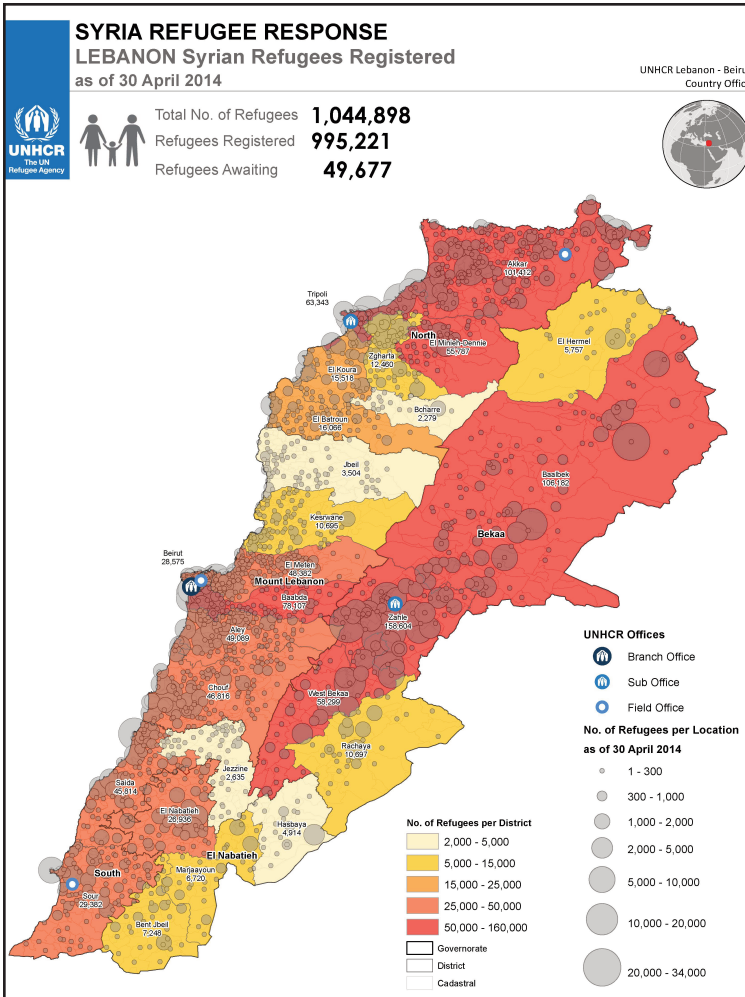 SYRIA REFUGEE RESPONSE
LEBANON Syrian Refugees Registered
as of 30 April 2014
UNHCR Lebanon - Beiru
Country Offic
UNHCR
The UN
Refugee Agency
Total No. of Refugees 1,044,898
Refugees Registered 995,221
Refugees Awaiting 49,677
Akkar
101,412
Tripoli
63,343
North
El Minieh-Dennie
55,787
El Hermel
5,757
Zgharta
12,460
El Koura
15,518
Bcharre
2,279
El Batroun
16,066
Jbeil
3,504
Baalbek
106,182
Kesrwane
10,695
Bekaa
Beirut
28,575
El Meten
46,382
Mount Lebanon
Baabda
78,107
Zahle
158,604
Aley
49,089
Chouf
46,816
West Bekaa
58,299
Rachaya
10,697
Jezzine
2,635
Saida
45,814
El Nabatieh
26,936
Hasbaya
4,914
El Nabatieh
South
Marjaayoun
6,720
Sour
29,382
Bent Jbeil
7,248
UNHCR Offices
Branch Office
Sub Office
Field Office
No. of Refugees per Location
as of 30 April 2014
1 - 300
300 - 1,000
1,000 - 2,000
2,000 - 5,000
5,000 - 10,000
10,000 - 20,000
20,000 - 34,000
No. of Refugees per District
2,000 - 5,000
5,000 - 15,000
15,000 - 25,000
25,000 - 50,000
50,000 - 160,000
Governorate
District
Cadastral